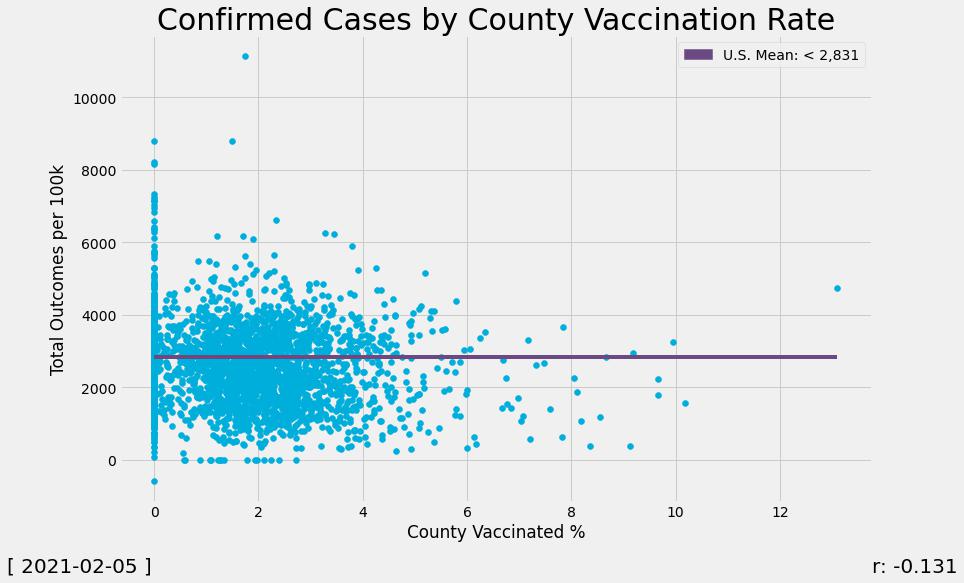 Confirmed Cases by County Vaccination Rate
U.S. Mean: < 2,831
Total Outcomes per 100k
10000
8000
6000
4000
2000
0
0 2 4 6 8 10 12
County Vaccinated %
[ 2021-02-05 ]
r: -0.131